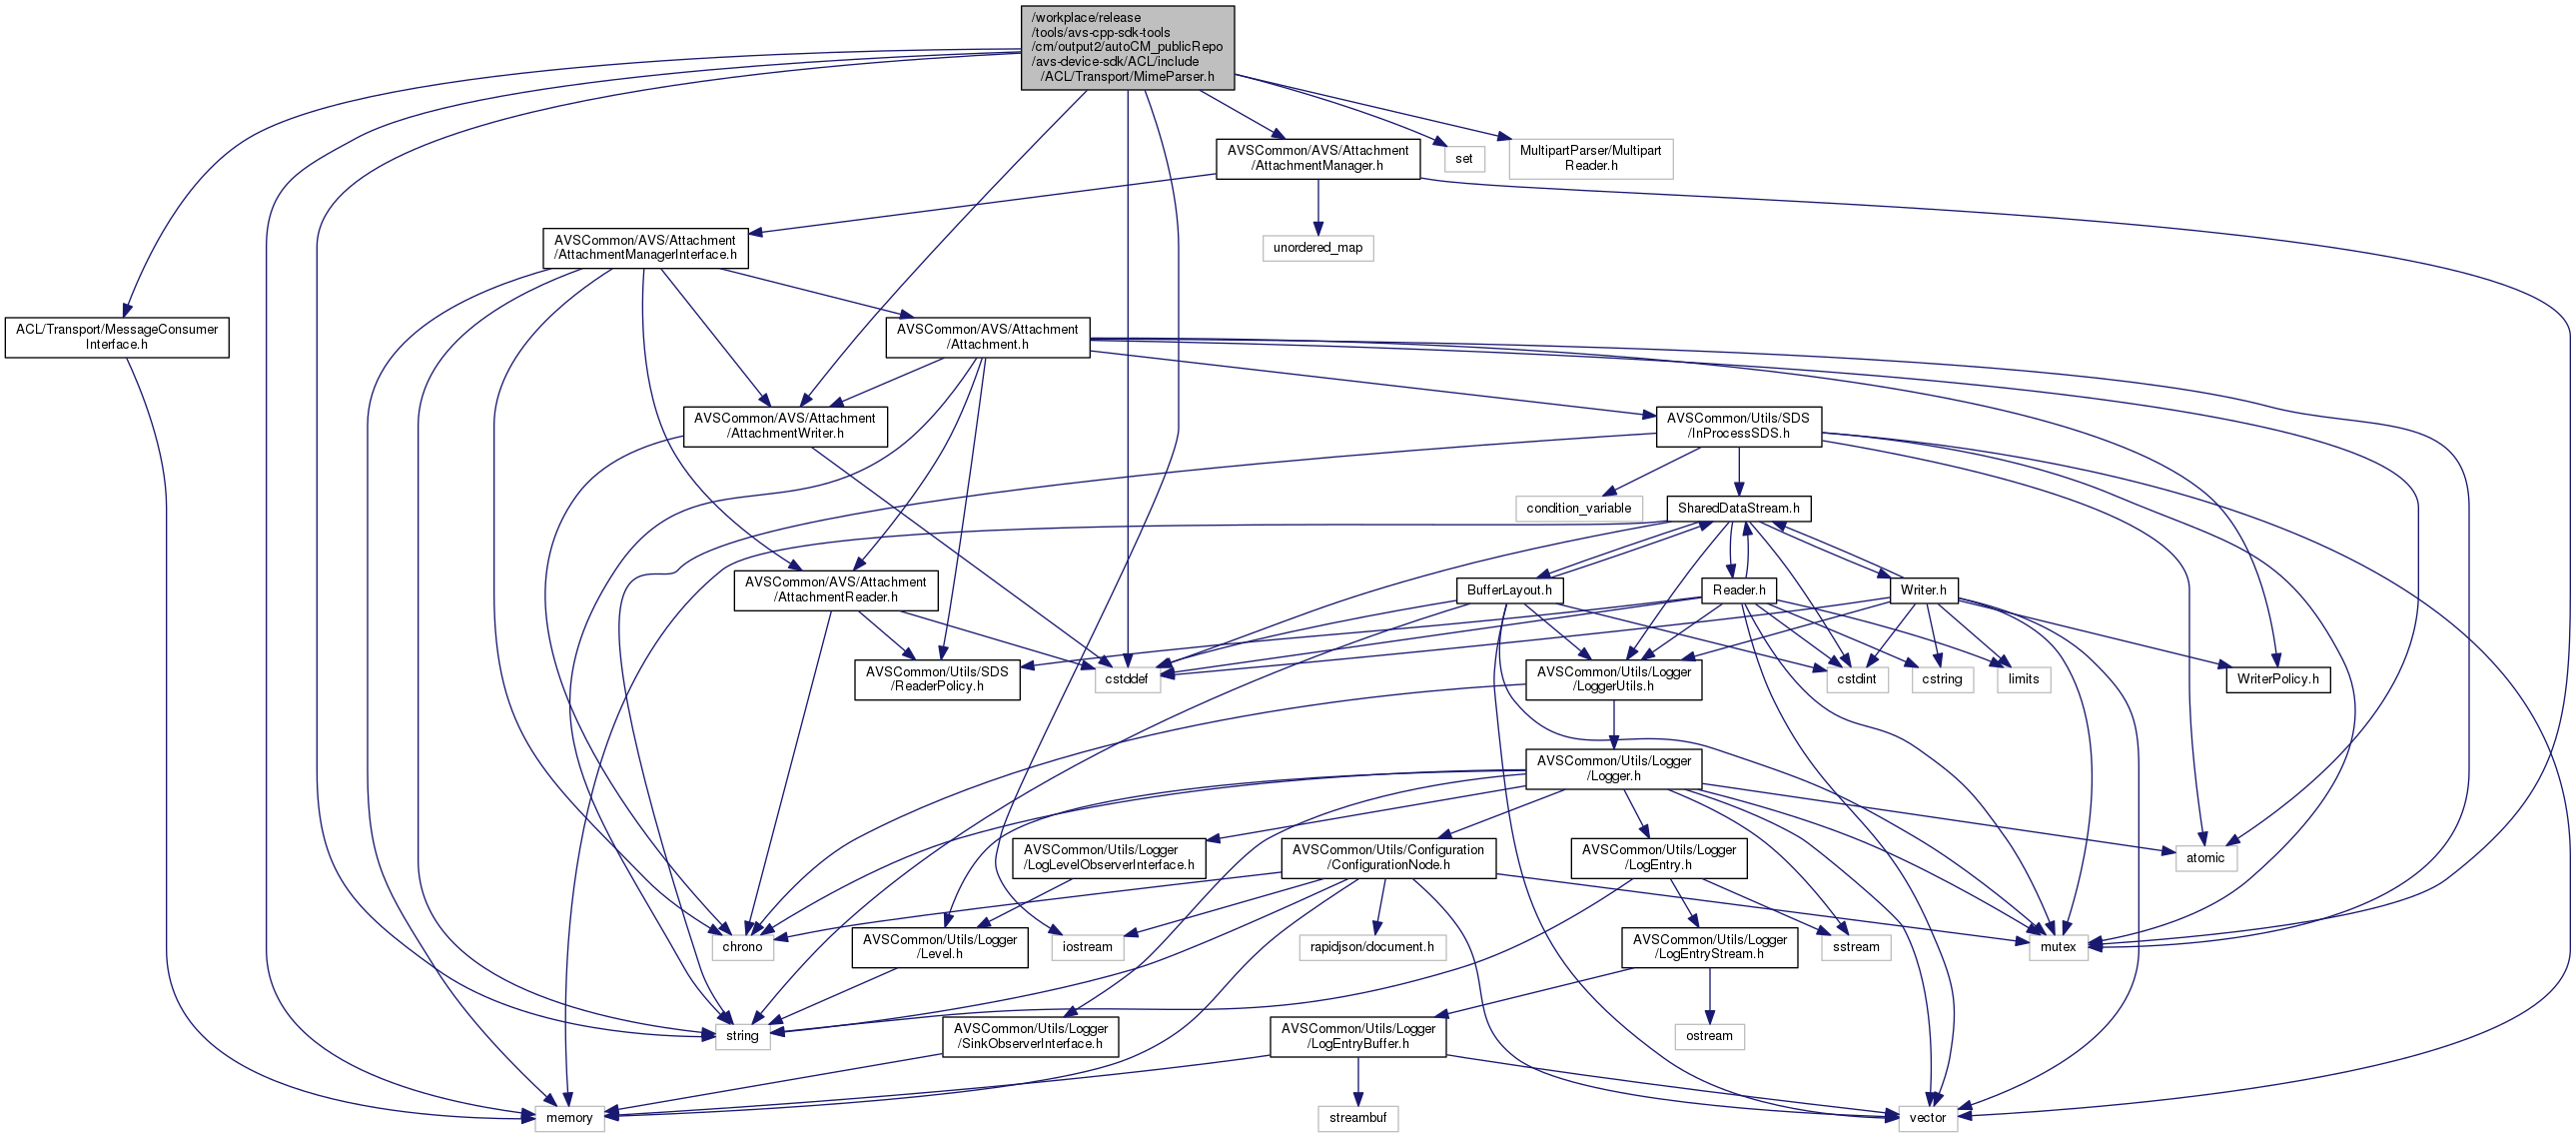 /workplace/release
/tools/avs-cpp-sdk-tools
/cm/output2/autoCM_publicRepo
/avs-device-sdk/ACL/include
/ACL/Transport/MimeParser.h
AVSCommon/AVS/Attachment
/AttachmentManager.h
set
MultipartParser/Multipart
Reader.h
AVSCommon/AVS/Attachment
/AttachmentManagerInterface.h
unordered_map
ACL/Transport/MessageConsumer
Interface.h
AVSCommon/AVS/Attachment
/Attachment.h
AVSCommon/AVS/Attachment
/AttachmentWriter.h
AVSCommon/Utils/SDS
/InProcessSDS.h
condition_variable
SharedDataStream.h
AVSCommon/AVS/Attachment
/AttachmentReader.h
BufferLayout.h
Reader.h
Writer.h
AVSCommon/Utils/SDS
/ReaderPolicy.h
cstddef
AVSCommon/Utils/Logger
/LoggerUtils.h
cstdint
cstring
limits
WriterPolicy.h
AVSCommon/Utils/Logger
/Logger.h
AVSCommon/Utils/Logger
/LogLevelObserverInterface.h
AVSCommon/Utils/Configuration
/ConfigurationNode.h
AVSCommon/Utils/Logger
/LogEntry.h
atomic
chrono
AVSCommon/Utils/Logger
/Level.h
iostream
rapidjson/document.h
AVSCommon/Utils/Logger
/LogEntryStream.h
sstream
mutex
string
AVSCommon/Utils/Logger
/SinkObserverInterface.h
AVSCommon/Utils/Logger
/LogEntryBuffer.h
ostream
memory
streambuf
vector